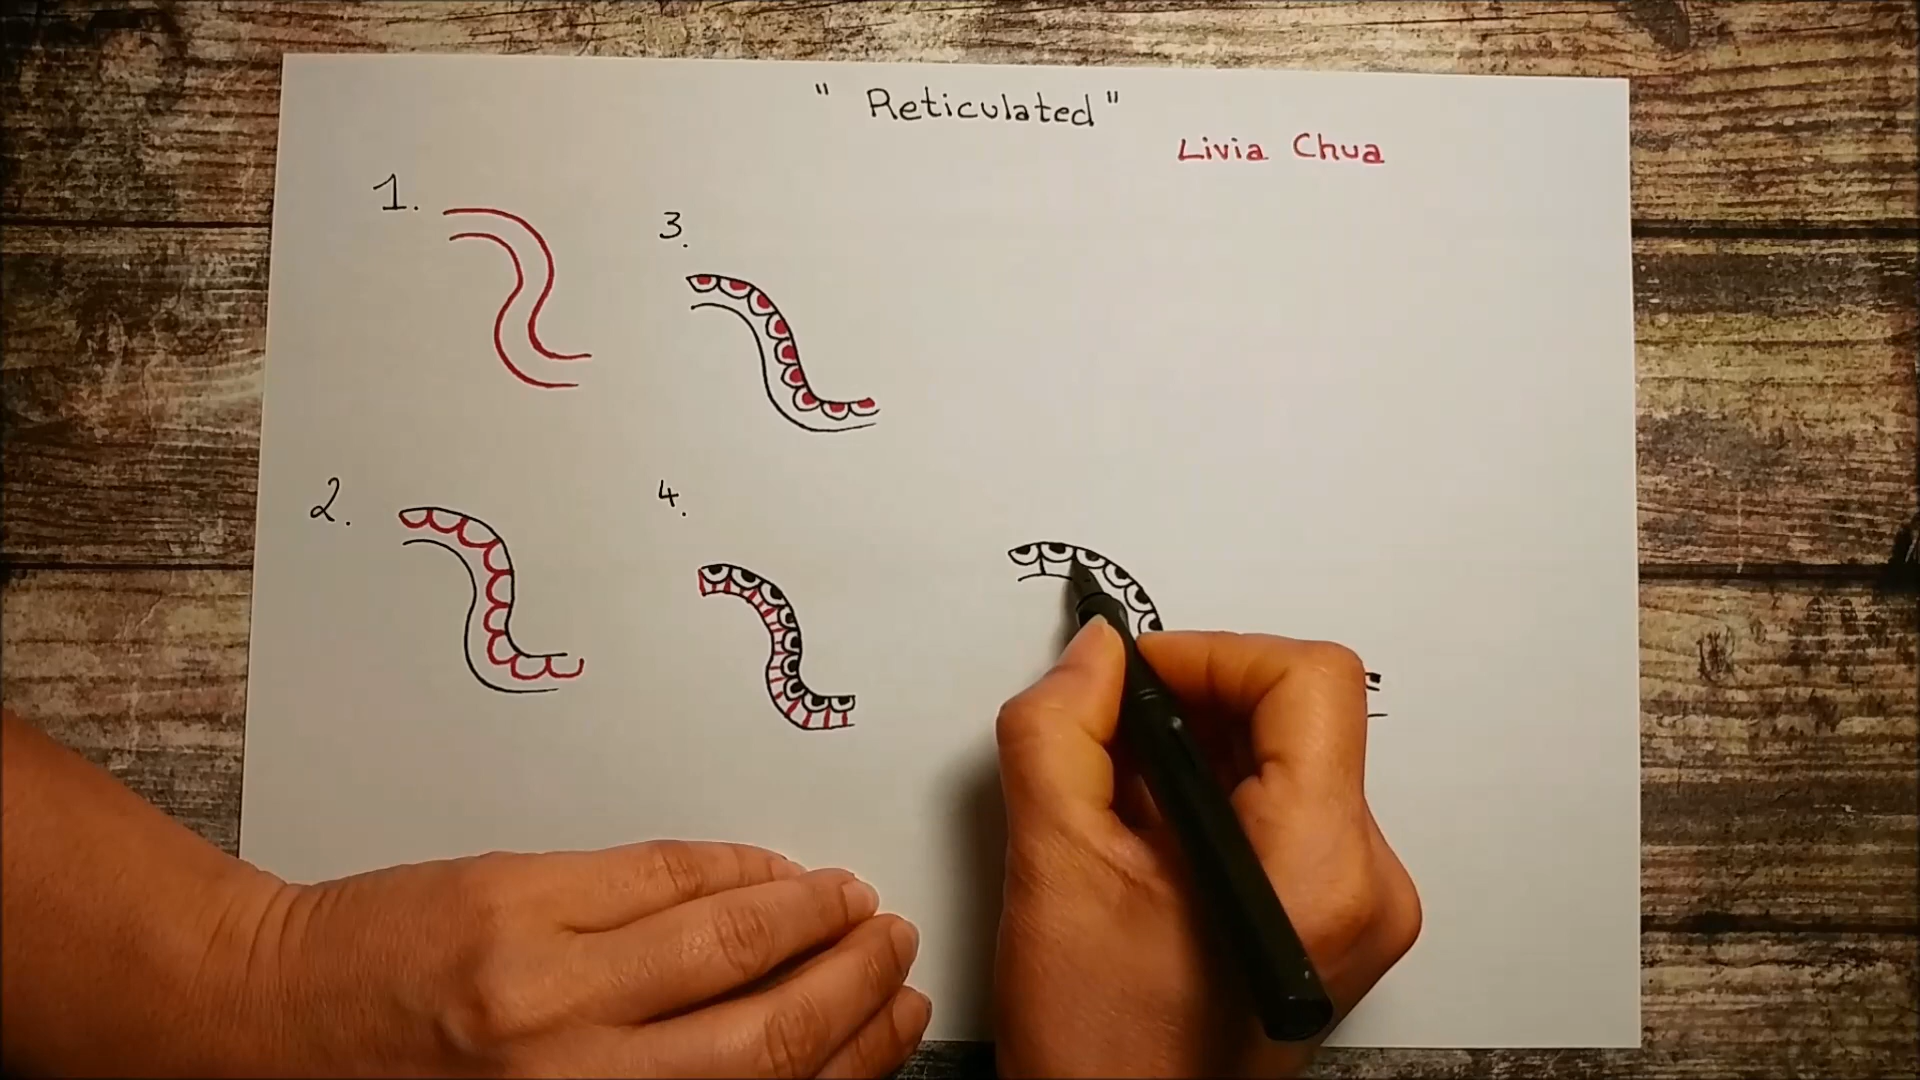 " Reticulated "
Livia Chua
1.
3.
2.
4.